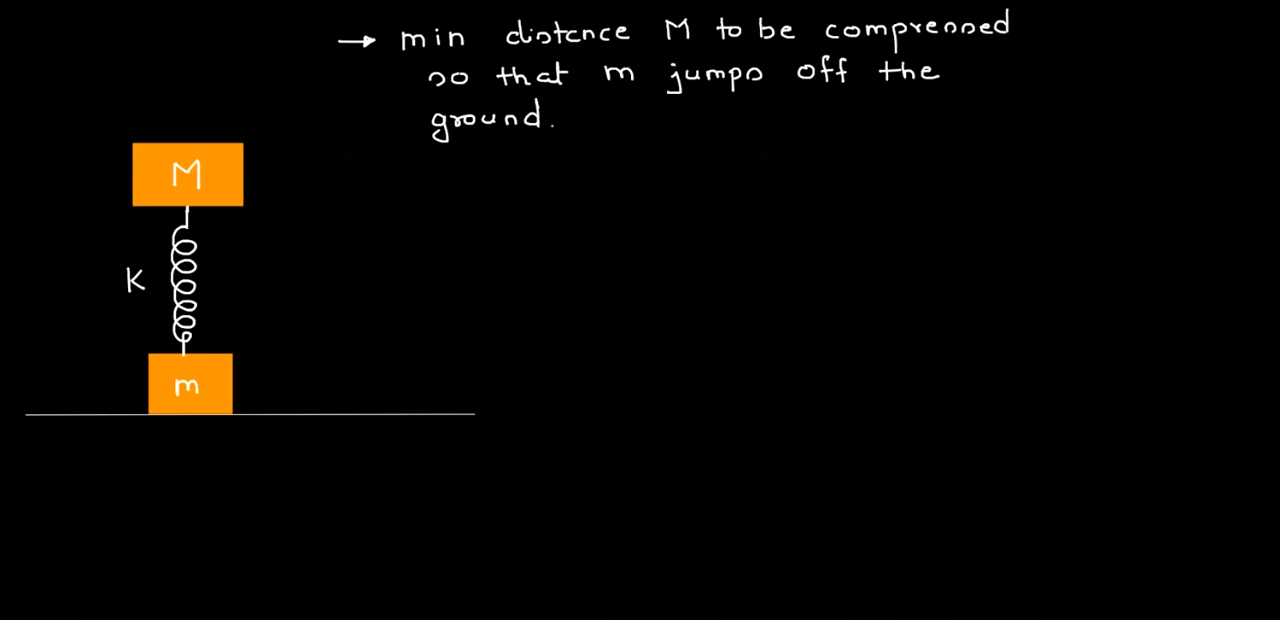 → min distance M to be compressed
so that m jumps off the
ground.
M
K
m